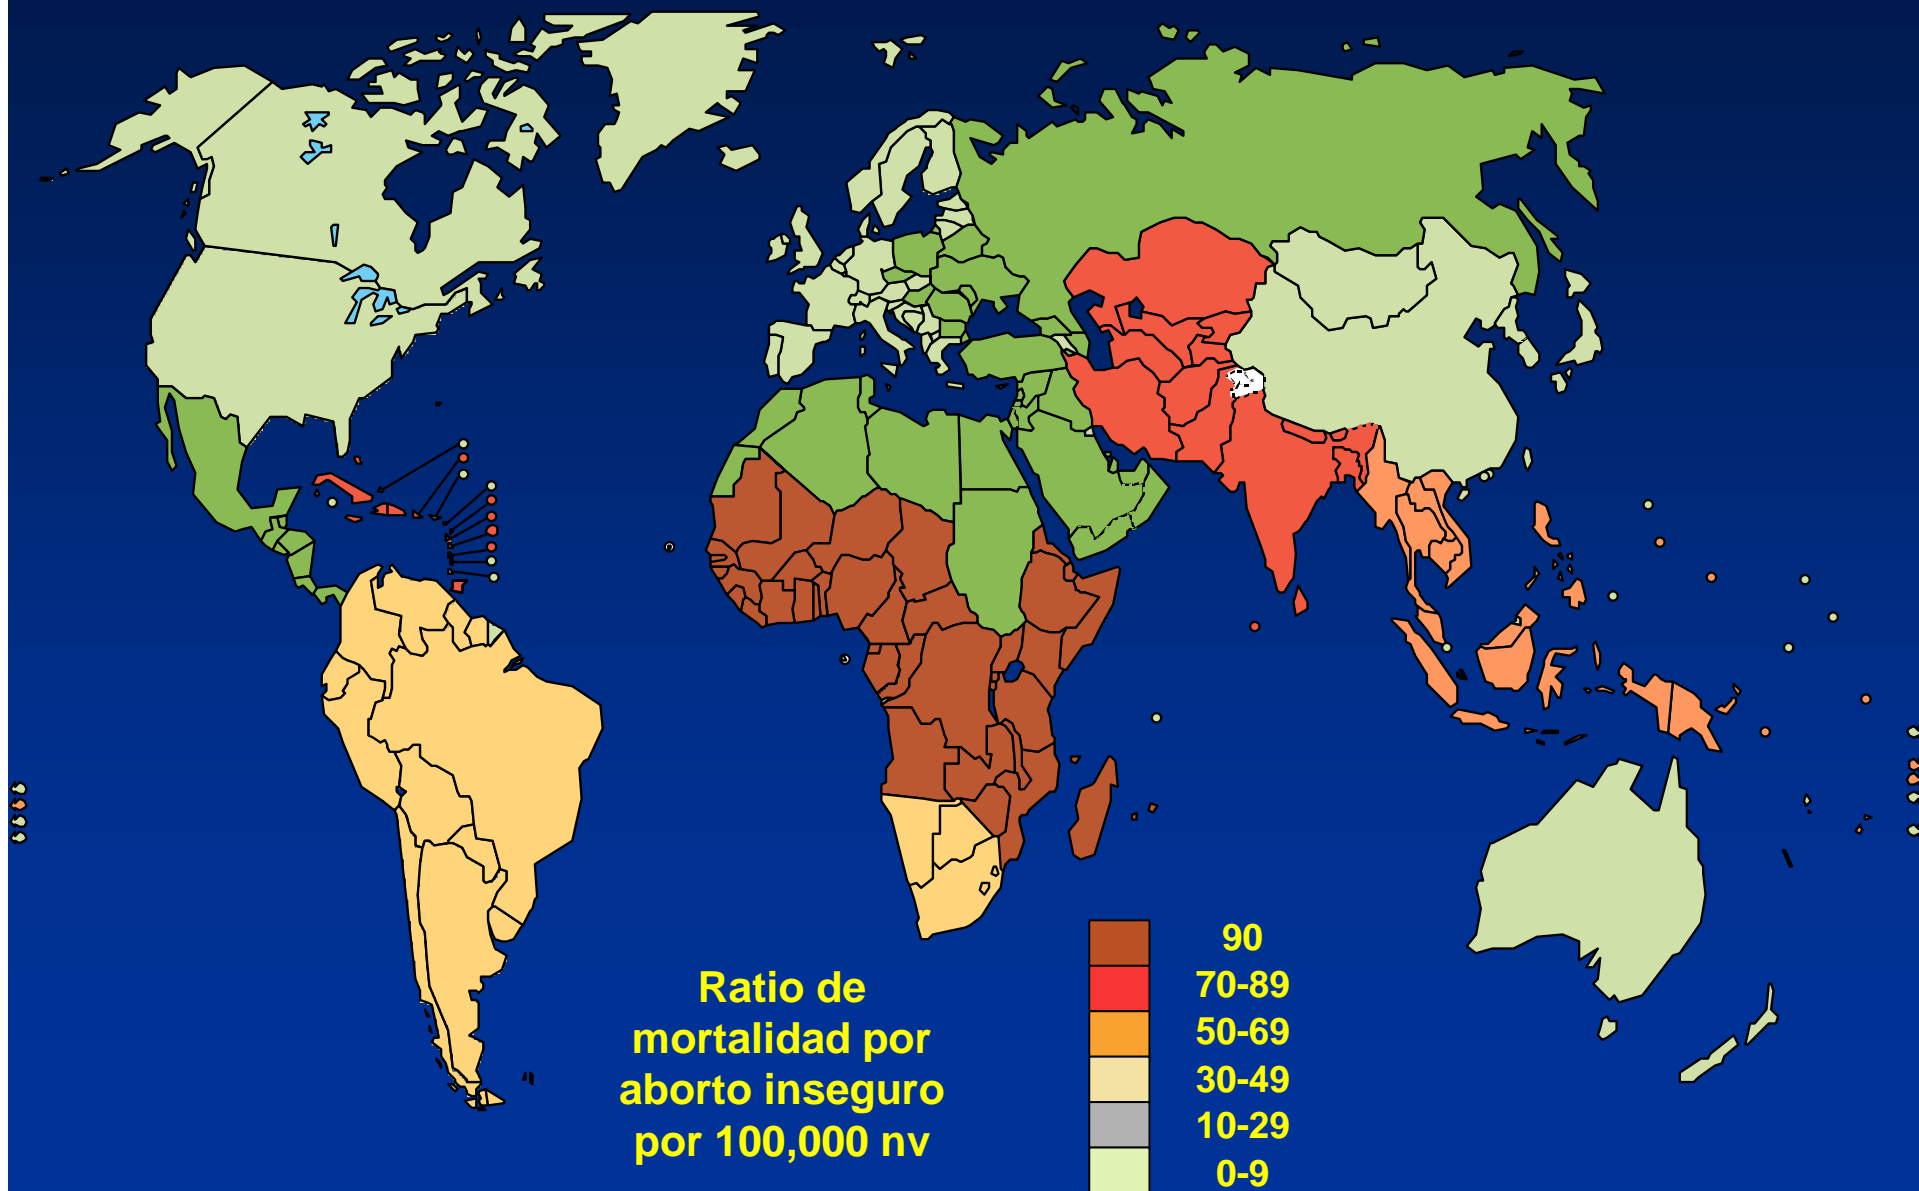 Ratio de
mortalidad por
aborto inseguro
por 100,000 nv
90
70-89
50-69
30-49
10-29
0-9